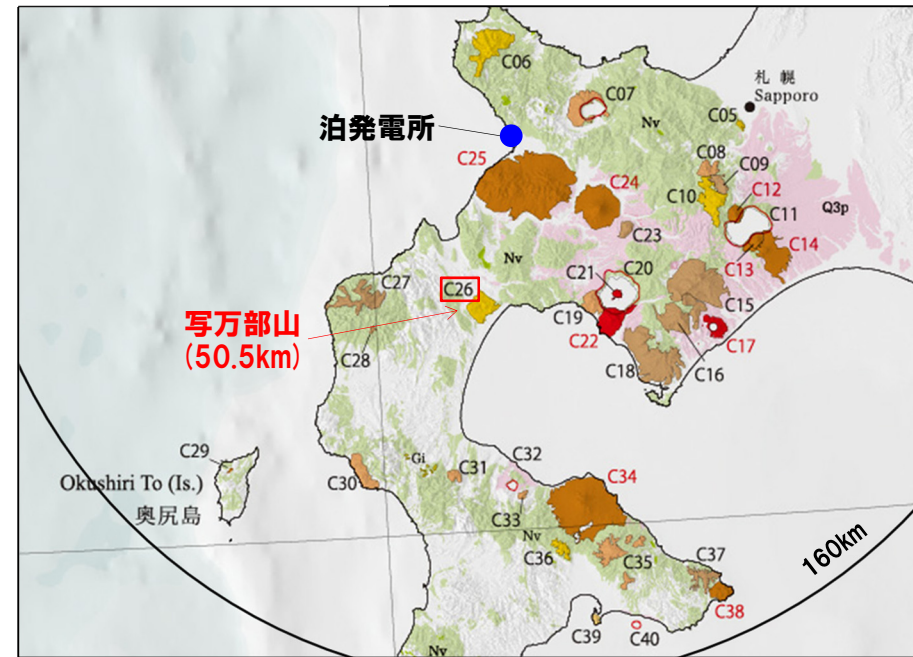 C06
C07
札幌
Sapporo
Nv
C05
泊発電所
C25
C08
C09
C24
C10
C12
C11
Q3p
C14
C23
C13
Nv
C21
C20
C27
C26
C15
C19
写万部山
(50.5km)
C22
C17
C28
C18
C16
C29
C32
C34
Okushiri To (Is.)
奥尻島
C30
Gi
C31
C33
Nv
C36
C35
C37
160km
C38
C39
C40
Nv